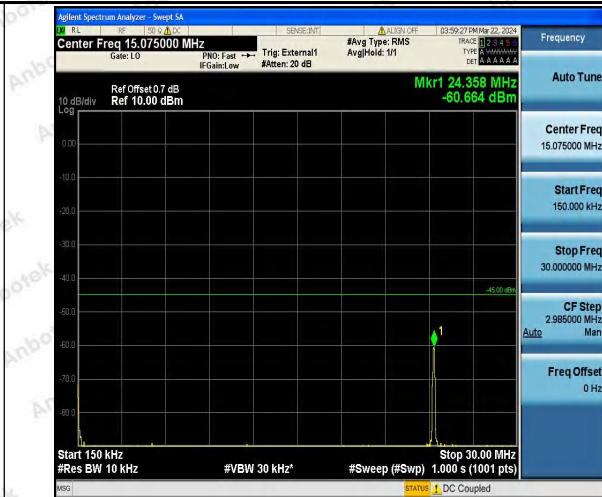 Agilent Spectrum Analyzer - Swept SA
RL RF 50 Ω DC SENSE:INT ALIGN OFF 03:59:27 PM Mar 22, 2024
Center Freq 15.075000 MHz
Gate: LO
PNO: Fast
IFGain:Low
Trig: External1
#Atten: 20 dB
#Avg Type: RMS
Avg|Hold: 1/1
TRACE 1 2 3 4 5 6
TYPE A
DET A A A A A A
Mkr1 24.358 MHz
-60.664 dBm
Ref Offset 0.7 dB
10 dB/div Ref 10.00 dBm
Log
0.00
-10.0
-20.0
-30.0
-40.0
-45.00 dBm
-50.0
-60.0
-70.0
-80.0
1
Start 150 kHz
Stop 30.00 MHz
#Res BW 10 kHz
#VBW 30 kHz*
#Sweep (#Swp) 1.000 s (1001 pts)
MSG
STATUS
DC Coupled
Frequency
Auto Tune
Center Freq
15.075000 MHz
Start Freq
150.000 kHz
Stop Freq
30.000000 MHz
CF Step
2.985000 MHz
Auto Man
Freq Offset
0 Hz